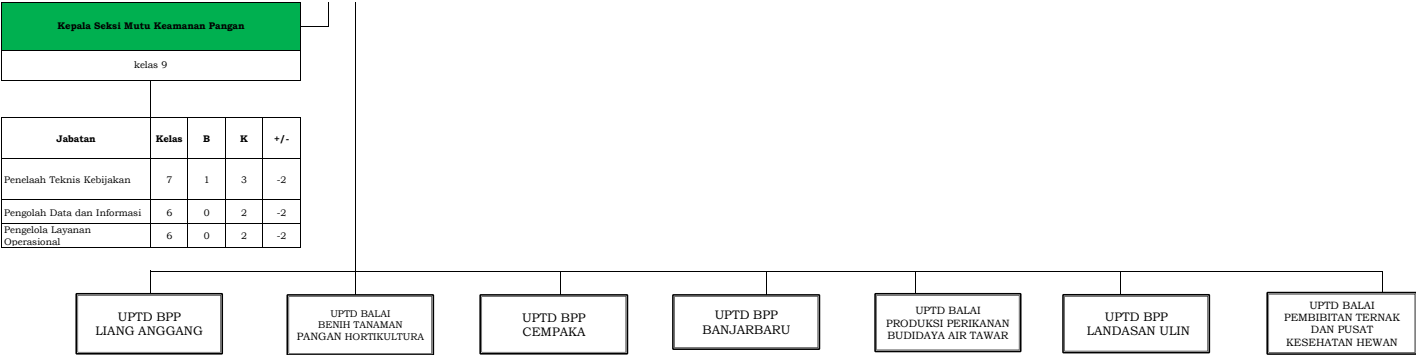 Kepala Seksi Mutu Keamanan Pangan
kelas 9
Jabatan Kelas B K +/-
Penelaah Teknis Kebijakan 7 1 3 -2
Pengolah Data dan Informasi 6 0 2 -2
Pengelola Layanan
Operasional 6 0 2 -2
UPTD BPP
LIANG ANGGANG
UPTD BALAI
BENIH TANAMAN
PANGAN HORTIKULTURA
UPTD BPP
CEMPAKA
UPTD BPP
BANJARBARU
UPTD BALAI
PRODUKSI PERIKANAN
BUDIDAYA AIR TAWAR
UPTD BPP
LANDASAN ULIN
UPTD BALAI
PEMBIBITAN TERNAK
DAN PUSAT
KESEHATAN HEWAN